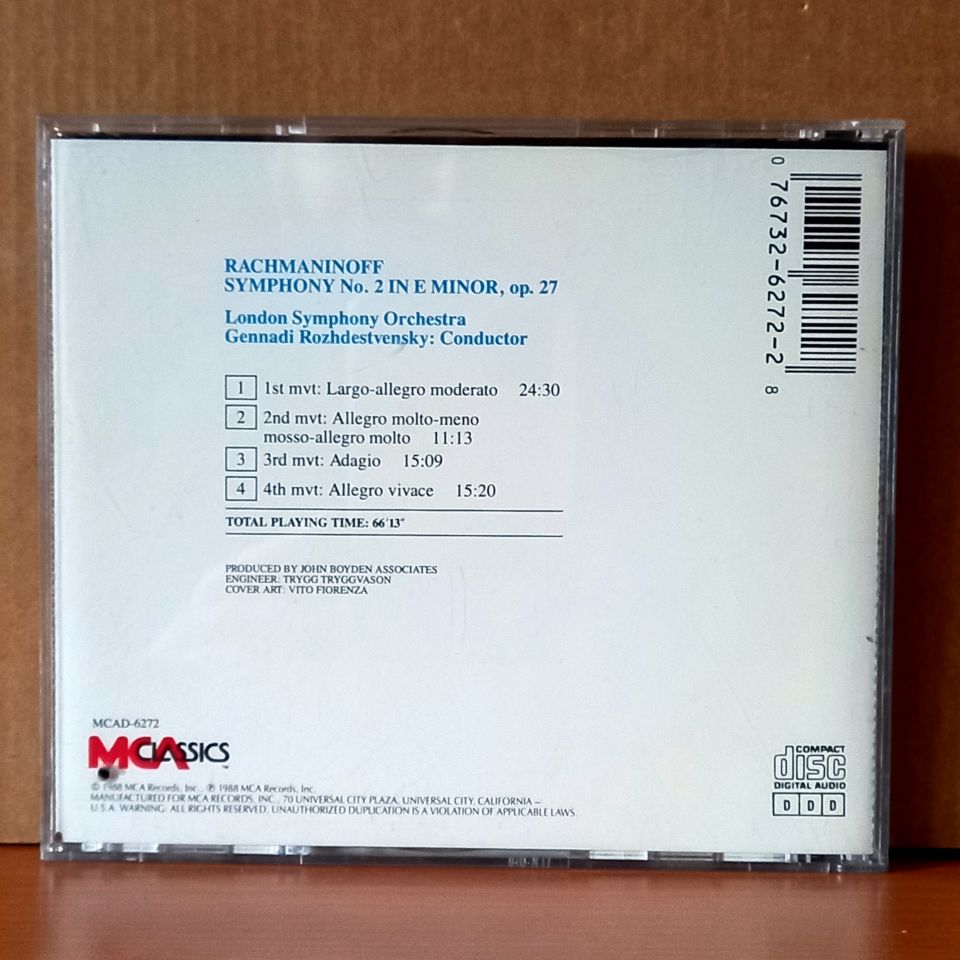 RACHMANINOFF
SYMPHONY No. 2 IN E MINOR, op. 27
London Symphony Orchestra
Gennadi Rozhdestvensky: Conductor
1 1st mvt: Largo-allegro moderato 24:30
2 2nd mvt: Allegro molto-meno
mosso-allegro molto 11:13
3 3rd mvt: Adagio 15:09
4 4th mvt: Allegro vivace 15:20
TOTAL PLAYING TIME: 66'13"
PRODUCED BY JOHN BOYDEN ASSOCIATES
ENGINEER: TRYGG TRYGGVASON
COVER ART: VITO FIORENZA
0 76732-6272-2 8
MCAD-6272
MCA CLASSICS ™
© 1988 MCA Records, Inc., ℗ 1988 MCA Records, Inc.
MANUFACTURED FOR MCA RECORDS, INC., 70 UNIVERSAL CITY PLAZA, UNIVERSAL CITY, CALIFORNIA –
U.S.A. WARNING: ALL RIGHTS RESERVED. UNAUTHORIZED DUPLICATION IS A VIOLATION OF APPLICABLE LAWS.
COMPACT
disc
DIGITAL AUDIO
D D D